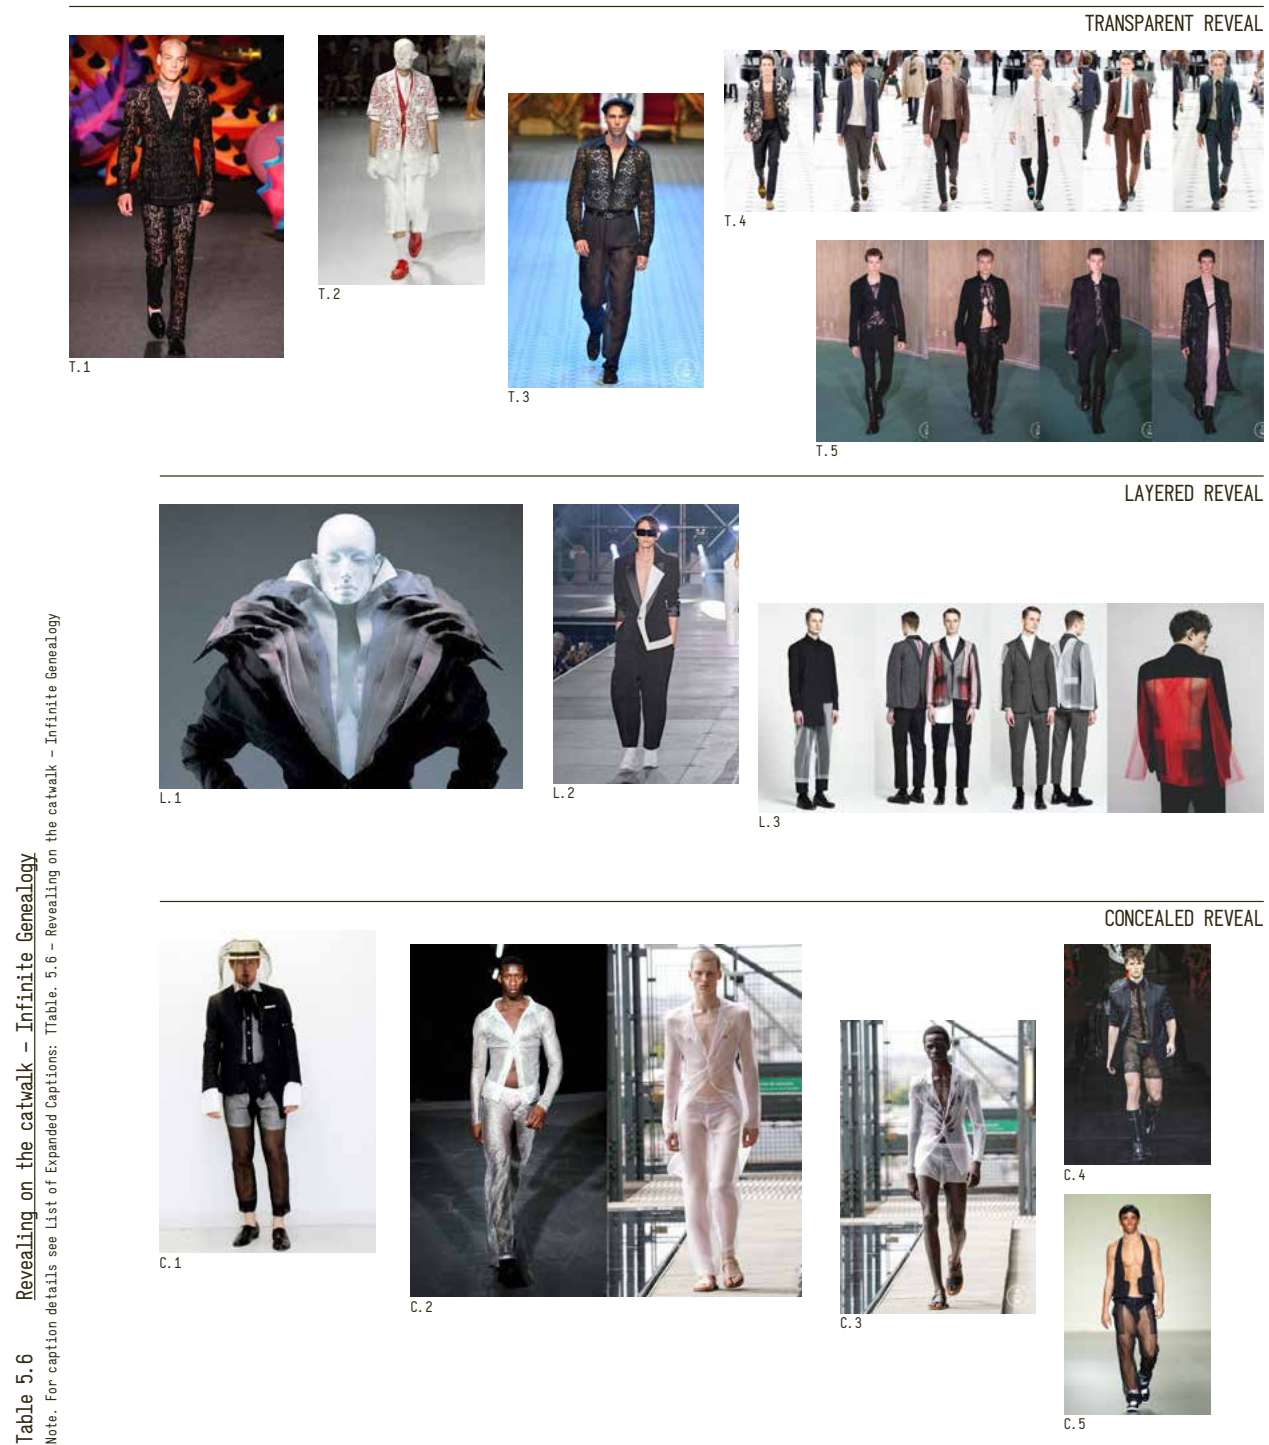 TRANSPARENT REVEAL
T.1
T.2
T.3
T.4
T.5
LAYERED REVEAL
L.1
L.2
L.3
CONCEALED REVEAL
C.1
C.2
C.3
C.4
C.5
Table 5.6 Revealing on the catwalk – Infinite Genealogy
Note. For caption details see List of Expanded Captions: TTable. 5.6 – Revealing on the catwalk – Infinite Genealogy